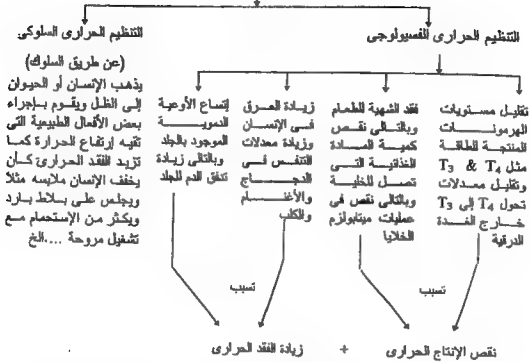 التنظيم الحرارى الفسيولوجى
التنظيم الحرارى السلوكى
(عن طريق السلوك)
يذهب الإنسان أو الحيوان
إلى الظل ويقوم بإجراء
بعض الأفعال الطبيعية التى
تقيه إرتفاع الحرارة كما
تزيد الفقد الحرارى كأن
يخفف الإنسان ملابسه مثلاً
ويجلس على بلاط بارد
ويكثر من الإستحمام مع
تشغيل مروحة ....الخ
تقليل مستويات
الهرمونات
المنتجة للطاقة
مثل T3 & T4
وتقليل معدلات
تحول T4 إلى T3
خارج الغدة
الدرقية
فقد الشهية للطعام
وبالتالى نقص
كمية المادة
الغذائية التى
تصل للخلية
وبالتالى نقص فى
عمليات ميتابولزم
الخلايا
زيادة العرق
فى الإنسان
وزيادة معدلات
التنفس فى
الدجاج
والأغنام
والكلب
إتساع الأوعية
الدموية
الموجود بالجلد
وبالتالى زيادة
تدفق الدم للجلد
تسبب
تسبب
نقص الإنتاج الحرارى + زيادة الفقد الحرارى